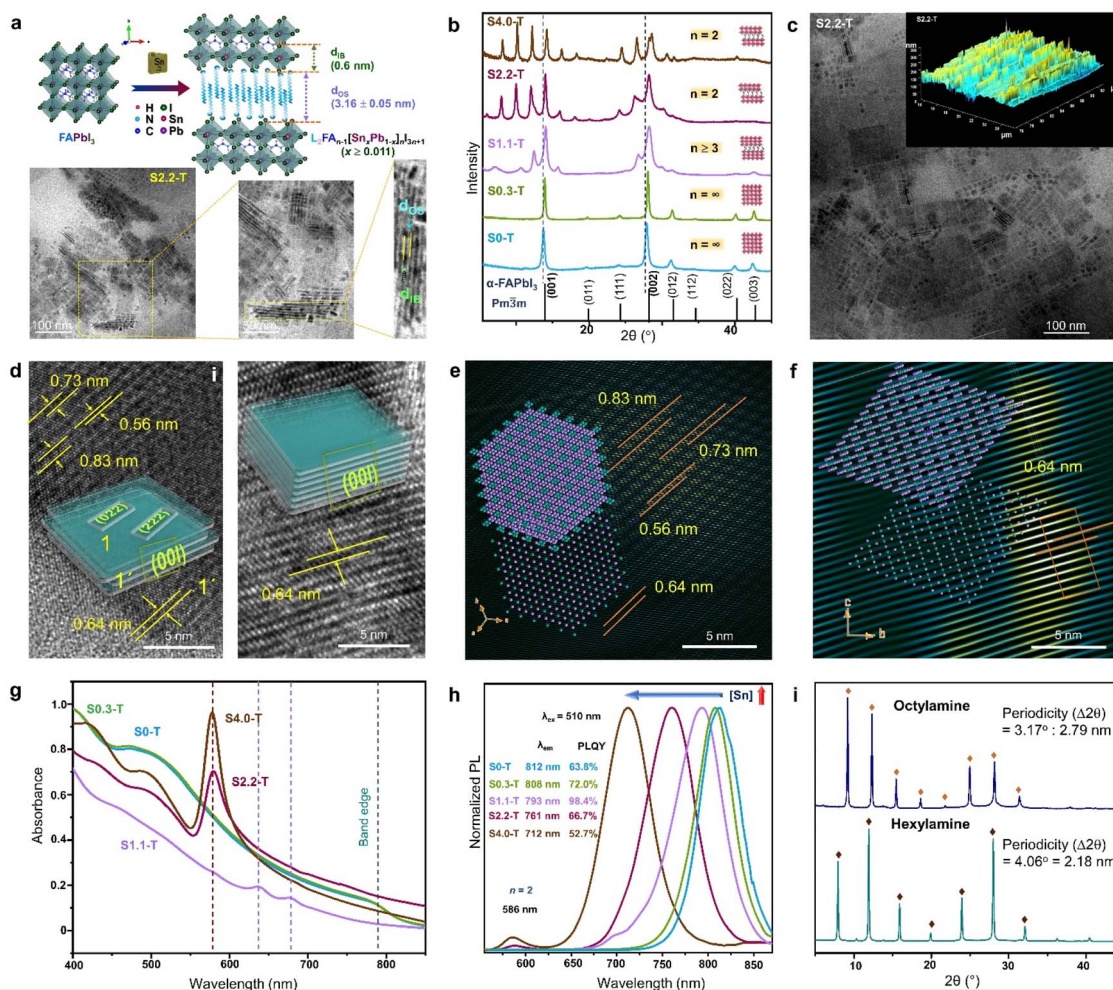 a
Sn
FAPbI₃
H I
N Sn
C Pb
d_IB
(0.6 nm)
d_OS
(3.16 ± 0.05 nm)
L₂FAₙ₋₁[SnₓPb₁₋ₓ]ₙI₃ₙ₊₁
(x ≥ 0.011)
S2.2-T
100 nm
d_OS
d_IB
b
Intensity
S4.0-T
n = 2
S2.2-T
n = 2
S1.1-T
n ≥ 3
S0.3-T
n = ∞
S0-T
n = ∞
α-FAPbI₃
Pm3̅m
(001)
(011)
(111)
(002)
(012)
(112)
(022)
(003)
20
40
2θ (°)
c
S2.2-T
S2.2-T
nm
µm
100 nm
d
i
0.73 nm
0.56 nm
0.83 nm
(022)
(222)
1
(00l)
1´
1´
0.64 nm
5 nm
ii
(00l)
0.64 nm
5 nm
e
0.83 nm
0.73 nm
0.56 nm
0.64 nm
5 nm
f
0.64 nm
c
b
5 nm
g
Absorbance
1.0
0.8
0.6
0.4
0.2
0
S0.3-T
S0-T
S4.0-T
S2.2-T
S1.1-T
Band edge
400
500
600
700
800
Wavelength (nm)
h
Normalized PL
[Sn]
λex = 510 nm
λem PLQY
S0-T 812 nm 63.8%
S0.3-T 808 nm 72.0%
S1.1-T 793 nm 98.4%
S2.2-T 761 nm 66.7%
S4.0-T 712 nm 52.7%
n = 2
586 nm
600
650
700
750
800
850
Wavelength (nm)
i
Octylamine
Periodicity (Δ2θ)
= 3.17° : 2.79 nm
Hexylamine
Periodicity (Δ2θ)
= 4.06° = 2.18 nm
10
20
30
40
2θ (°)